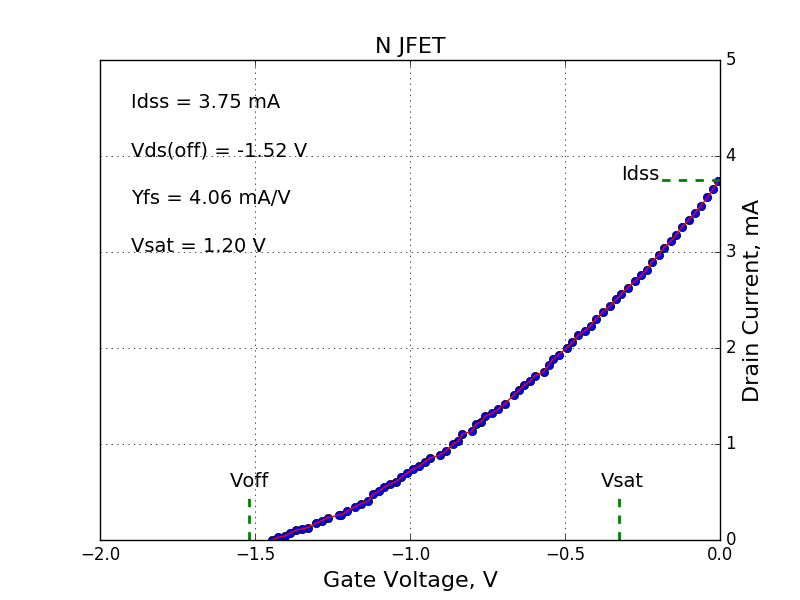 N JFET
Idss = 3.75 mA
Vds(off) = -1.52 V
Yfs = 4.06 mA/V
Vsat = 1.20 V
Idss
Voff
Vsat
5
4
3
2
1
0
Drain Current, mA
−2.0
−1.5
−1.0
−0.5
0.0
Gate Voltage, V